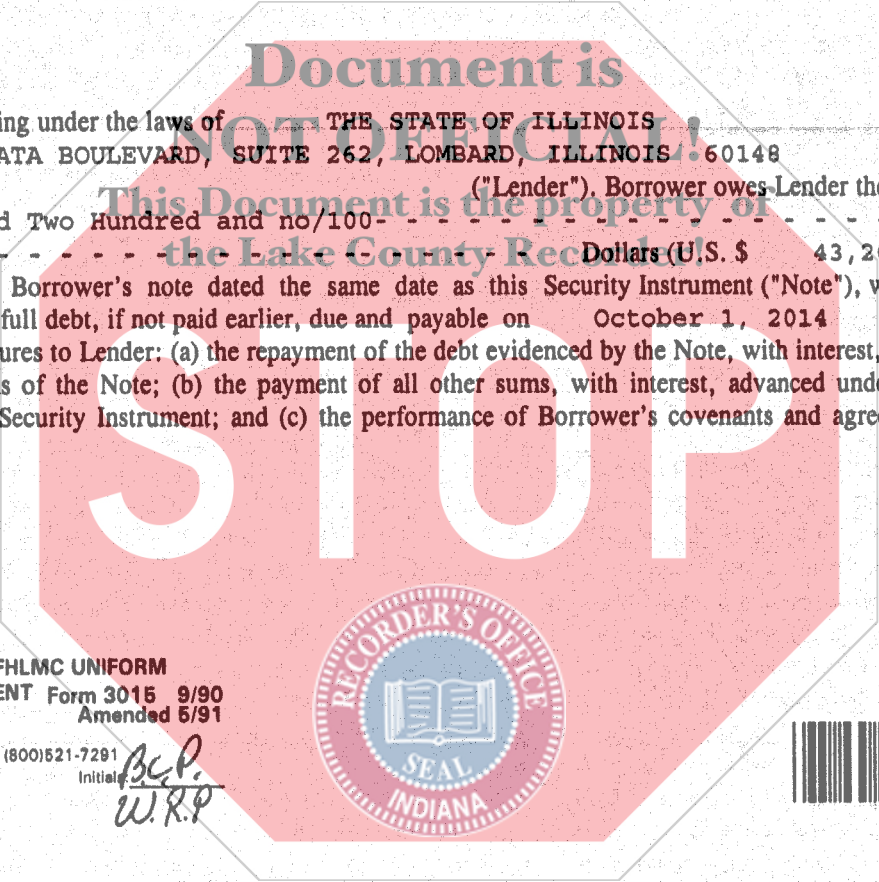 Document is
ing under the laws of THE STATE OF ILLINOIS
NOT OFFICIAL!
ATA BOULEVARD, SUITE 262, LOMBARD, ILLINOIS 60148
("Lender"). Borrower owes Lender the
This Document is the property of
d Two Hundred and no/100- - - - - - - - - - - - - - - - - - -
the Lake County Recorder!
- - - - - - - - - - - - - - - - - Dollars (U.S. $ 43,20
Borrower's note dated the same date as this Security Instrument ("Note"), w
full debt, if not paid earlier, due and payable on October 1, 2014
ures to Lender: (a) the repayment of the debt evidenced by the Note, with interest,
s of the Note; (b) the payment of all other sums, with interest, advanced unde
Security Instrument; and (c) the performance of Borrower's covenants and agree
STOP
RECORDER'S OFFICE
SEAL
INDIANA
FHLMC UNIFORM
ENT Form 3015 9/90
Amended 5/91
(800)521-7291
Initials: B.C.P.
W.R.P